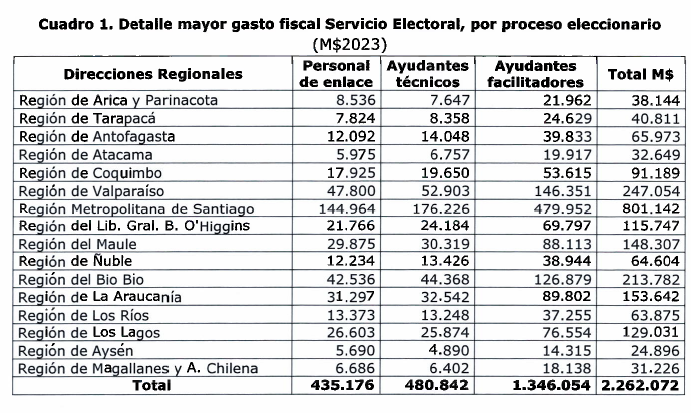 Cuadro 1. Detalle mayor gasto fiscal Servicio Electoral, por proceso eleccionario
(M$2023)
Direcciones Regionales Personal de enlace Ayudantes técnicos Ayudantes facilitadores Total M$
Región de Arica y Parinacota 8.536 7.647 21.962 38.144
Región de Tarapacá 7.824 8.358 24.629 40.811
Región de Antofagasta 12.092 14.048 39.833 65.973
Región de Atacama 5.975 6.757 19.917 32.649
Región de Coquimbo 17.925 19.650 53.615 91.189
Región de Valparaíso 47.800 52.903 146.351 247.054
Región Metropolitana de Santiago 144.964 176.226 479.952 801.142
Región del Lib. Gral. B. O'Higgins 21.766 24.184 69.797 115.747
Región del Maule 29.875 30.319 88.113 148.307
Región de Ñuble 12.234 13.426 38.944 64.604
Región del Bio Bio 42.536 44.368 126.879 213.782
Región de La Araucanía 31.297 32.542 89.802 153.642
Región de Los Ríos 13.373 13.248 37.255 63.875
Región de Los Lagos 26.603 25.874 76.554 129.031
Región de Aysén 5.690 4.890 14.315 24.896
Región de Magallanes y A. Chilena 6.686 6.402 18.138 31.226
Total 435.176 480.842 1.346.054 2.262.072